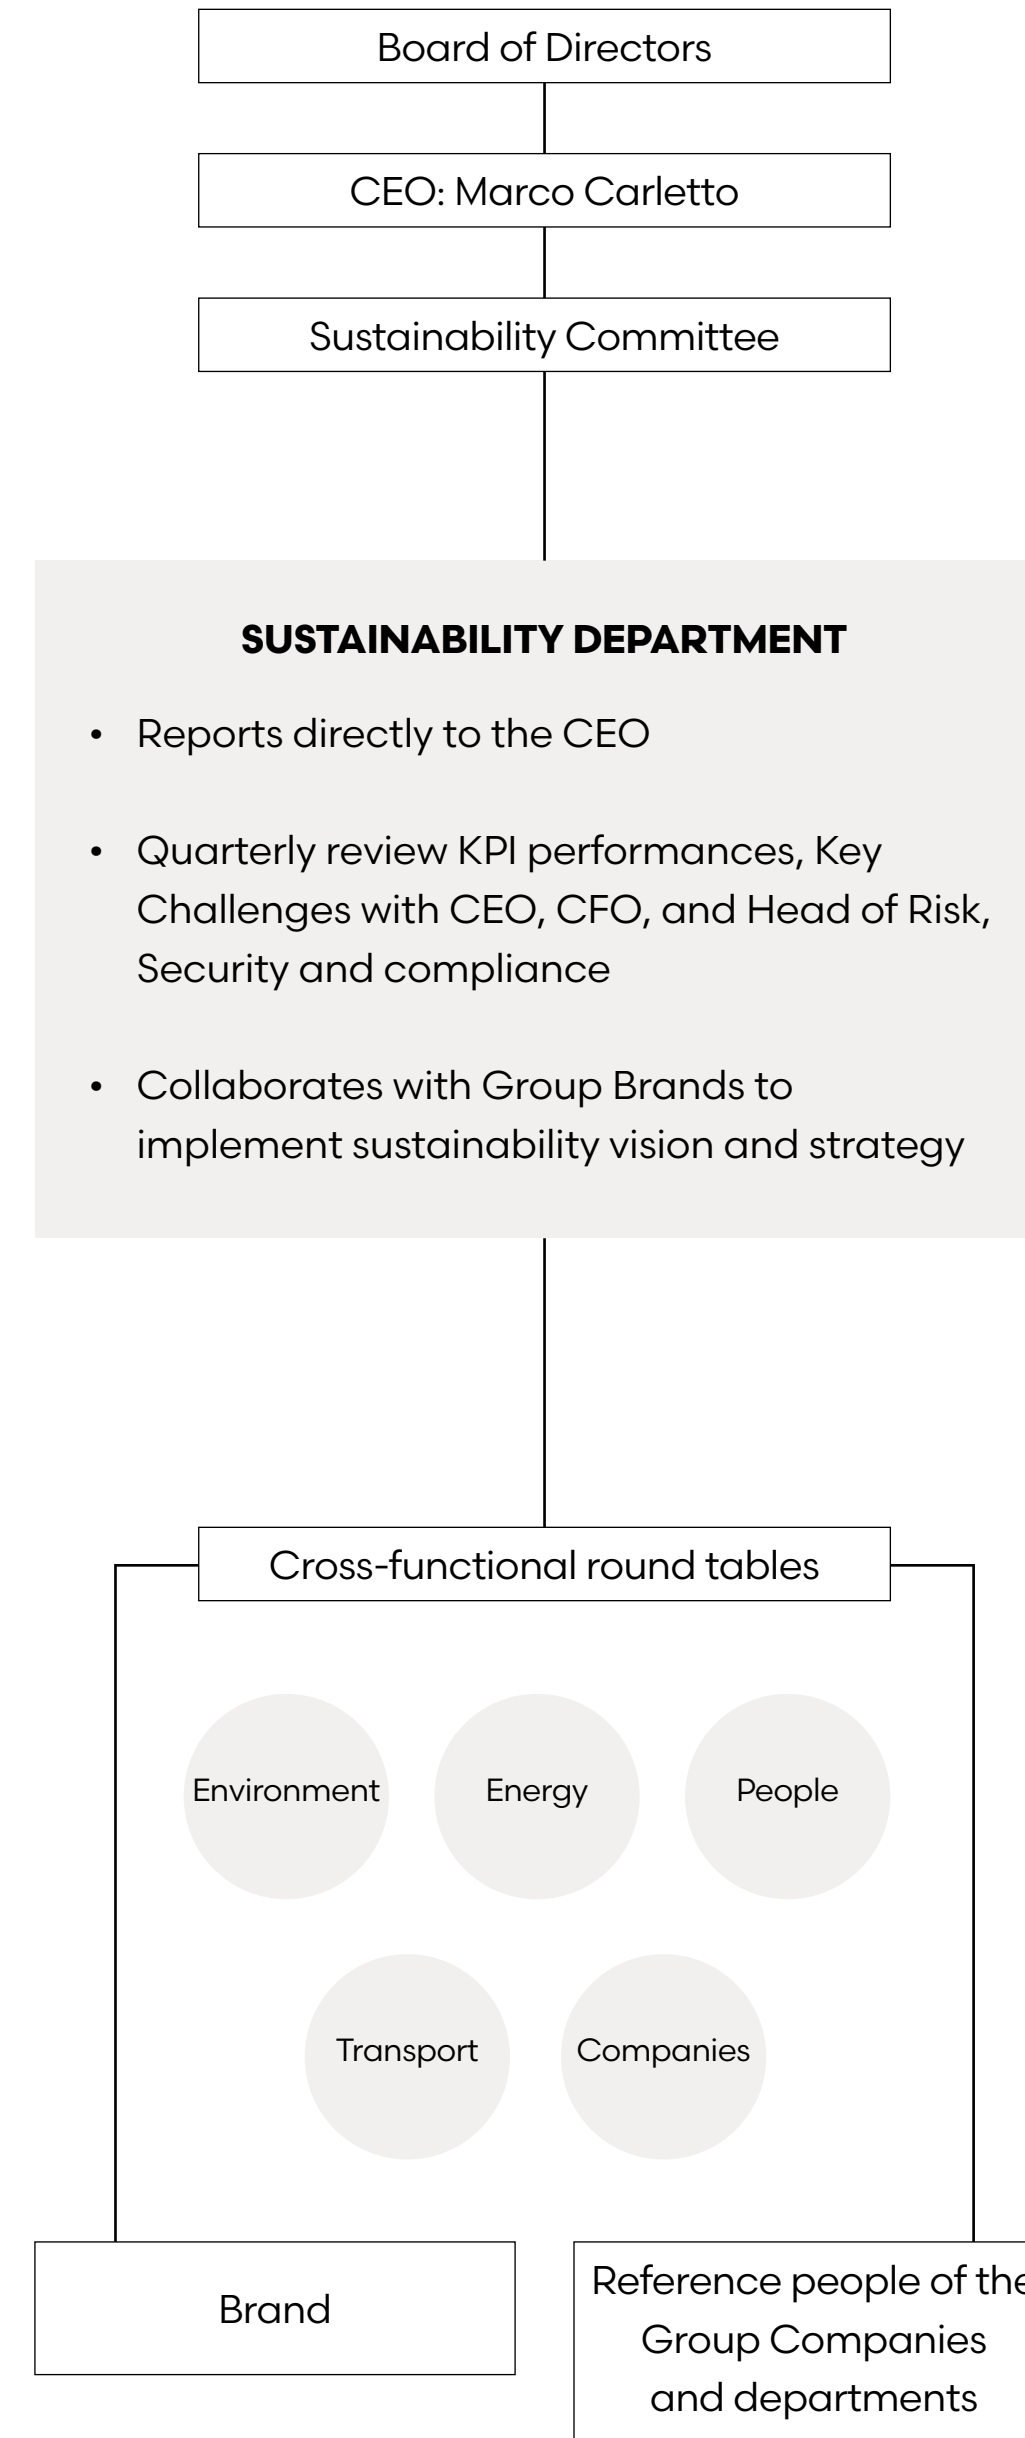 Board of Directors
CEO: Marco Carletto
Sustainability Committee
SUSTAINABILITY DEPARTMENT
• Reports directly to the CEO
• Quarterly review KPI performances, Key
Challenges with CEO, CFO, and Head of Risk,
Security and compliance
• Collaborates with Group Brands to
implement sustainability vision and strategy
Cross-functional round tables
Environment
Energy
People
Transport
Companies
Brand
Reference people of the
Group Companies
and departments